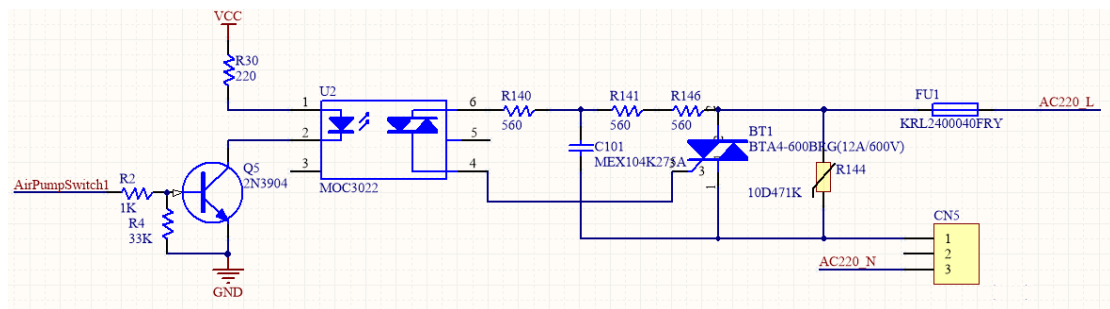 VCC
R30
220
U2
1
2
3
6
5
4
MOC3022
Q5
2N3904
AirPumpSwitch1
R2
1K
R4
33K
GND
R140
560
R141
560
R146
560
C101
MEX104K275A
BT1
BTA4-600BRG(12A/600V)
3
1
R144
10D471K
FU1
KRL2400040FRY
AC220_L
CN5
1
2
3
AC220_N